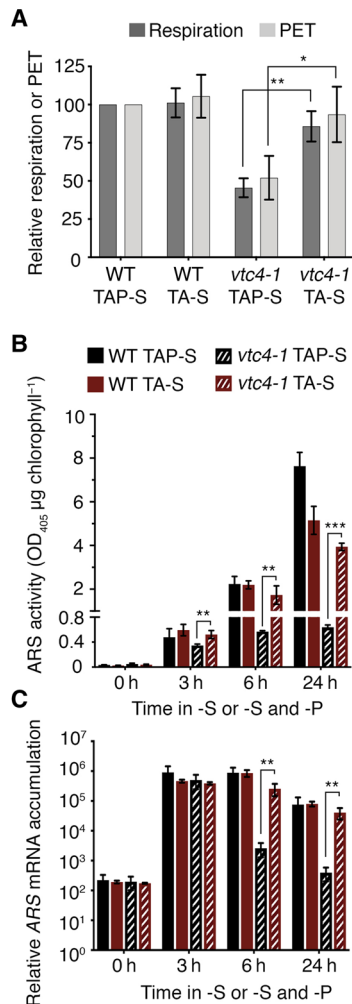 A
Respiration PET
Relative respiration or PET
125
100
75
50
25
0
* 
**
WT WT vtc4-1 vtc4-1
TAP-S TA-S TAP-S TA-S
B
WT TAP-S vtc4-1 TAP-S
WT TA-S vtc4-1 TA-S
ARS activity (OD₄₀₅ µg chlorophyll⁻¹)
10
8
6
4
2
0.8
0.4
0
** ** ***
0 h 3 h 6 h 24 h
Time in -S or -S and -P
C
Relative ARS mRNA accumulation
10⁷
10⁶
10⁵
10⁴
10³
10²
10¹
10⁰
** **
0 h 3 h 6 h 24 h
Time in -S or -S and -P